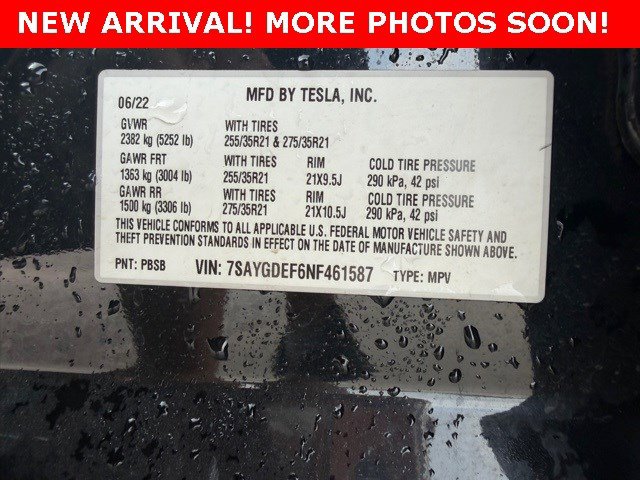 NEW ARRIVAL! MORE PHOTOS SOON!
MFD BY TESLA, INC.
06/22
GVWR WITH TIRES
2382 kg (5252 lb) 255/35R21 & 275/35R21
GAWR FRT WITH TIRES RIM COLD TIRE PRESSURE
1363 kg (3004 lb) 255/35R21 21X9.5J 290 kPa, 42 psi
GAWR RR WITH TIRES RIM COLD TIRE PRESSURE
1500 kg (3306 lb) 275/35R21 21X10.5J 290 kPa, 42 psi
THIS VEHICLE CONFORMS TO ALL APPLICABLE U.S. FEDERAL MOTOR VEHICLE SAFETY AND
THEFT PREVENTION STANDARDS IN EFFECT ON THE DATE OF MANUFACTURE SHOWN ABOVE.
PNT: PBSB VIN: 7SAYGDEF6NF461587 TYPE: MPV